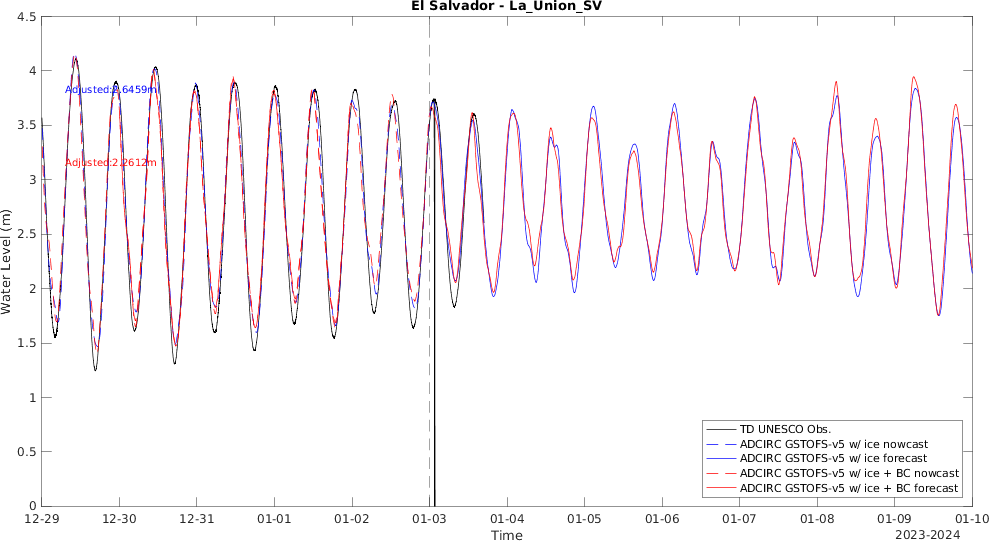 El Salvador - La_Union_SV
4.5
4
3.5
3
2.5
2
1.5
1
0.5
0
Water Level (m)
Adjusted:2.6459m
Adjusted:2.2612m
TD UNESCO Obs.
ADCIRC GSTOFS-v5 w/ ice nowcast
ADCIRC GSTOFS-v5 w/ ice forecast
ADCIRC GSTOFS-v5 w/ ice + BC nowcast
ADCIRC GSTOFS-v5 w/ ice + BC forecast
12-29 12-30 12-31 01-01 01-02 01-03 01-04 01-05 01-06 01-07 01-08 01-09 01-10
Time
2023-2024